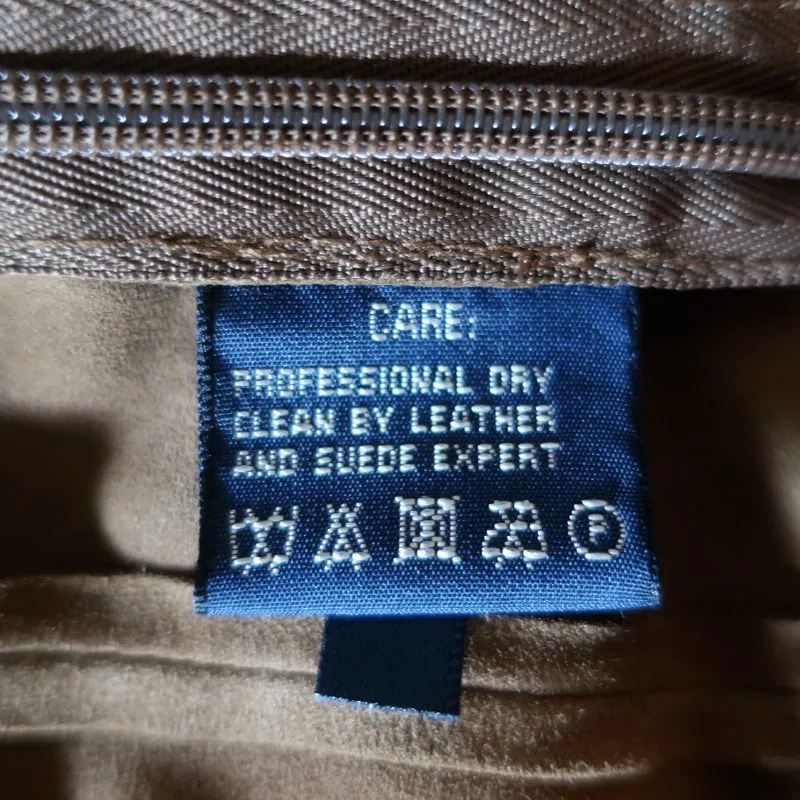 CARE:
PROFESSIONAL DRY
CLEAN BY LEATHER
AND SUEDE EXPERT
F